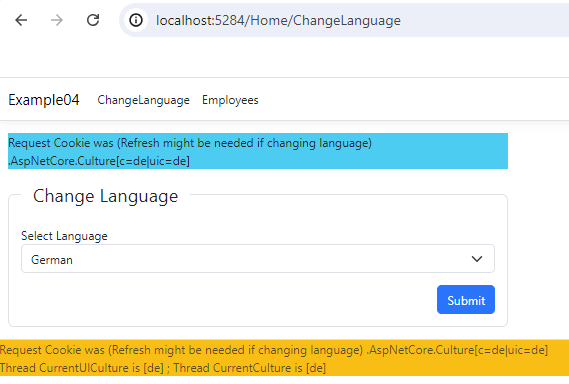 localhost:5284/Home/ChangeLanguage
Example04 ChangeLanguage Employees
Request Cookie was (Refresh might be needed if changing language)
.AspNetCore.Culture[c=de|uic=de]
Change Language
Select Language
German
Submit
Request Cookie was (Refresh might be needed if changing language) .AspNetCore.Culture[c=de|uic=de]
Thread CurrentUICulture is [de] ; Thread CurrentCulture is [de]